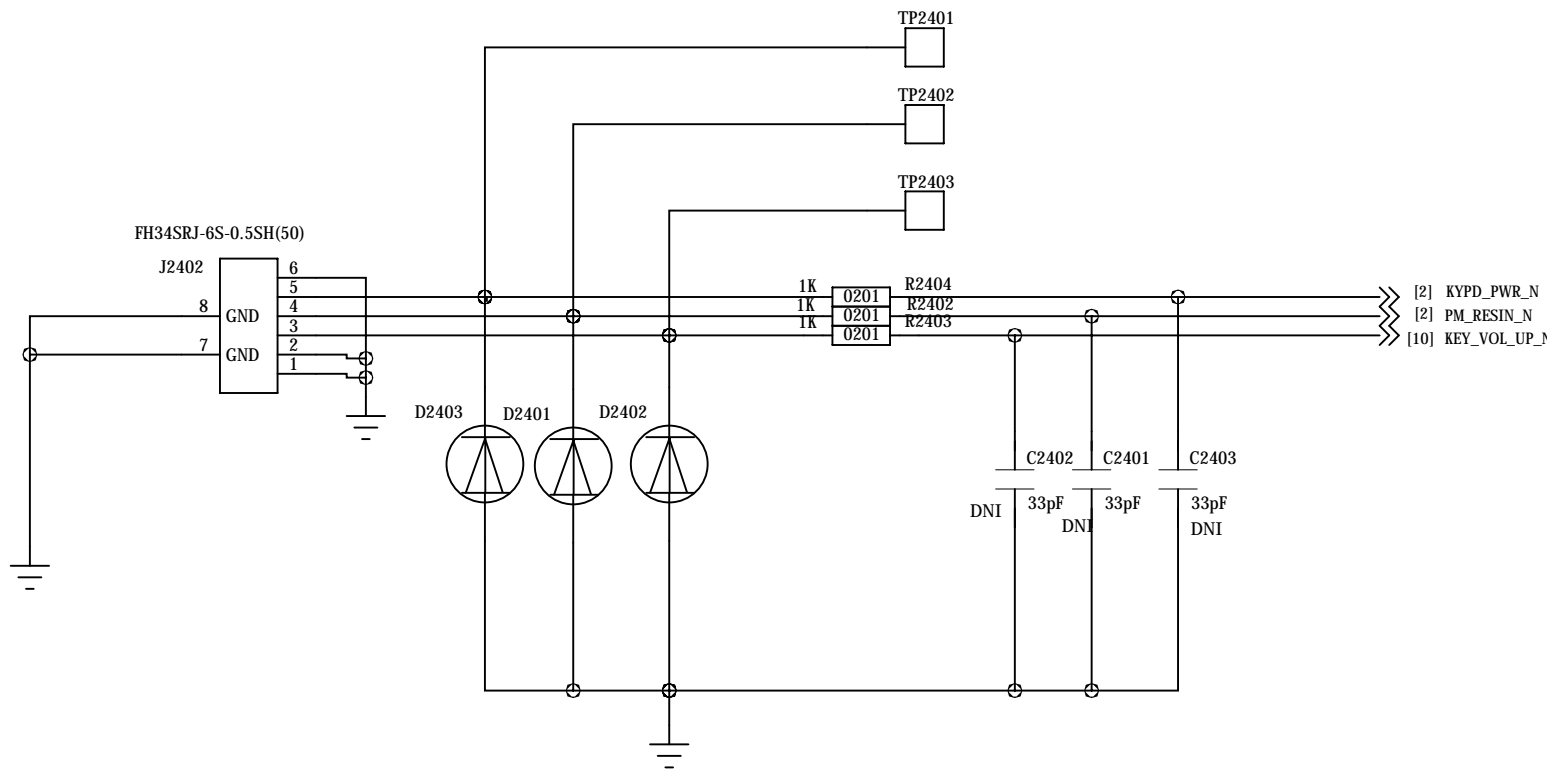 TP2401
TP2402
TP2403
FH34SRJ-6S-0.5SH(50)
J2402
6
5
4
3
2
1
8
GND
7
GND
1K
0201
R2404
1K
0201
R2402
1K
0201
R2403
[2] KYPD_PWR_N
[2] PM_RESIN_N
[10] KEY_VOL_UP_N
D2403
D2401
D2402
C2402
C2401
C2403
33pF
33pF
33pF
DNI
DNI
DNI